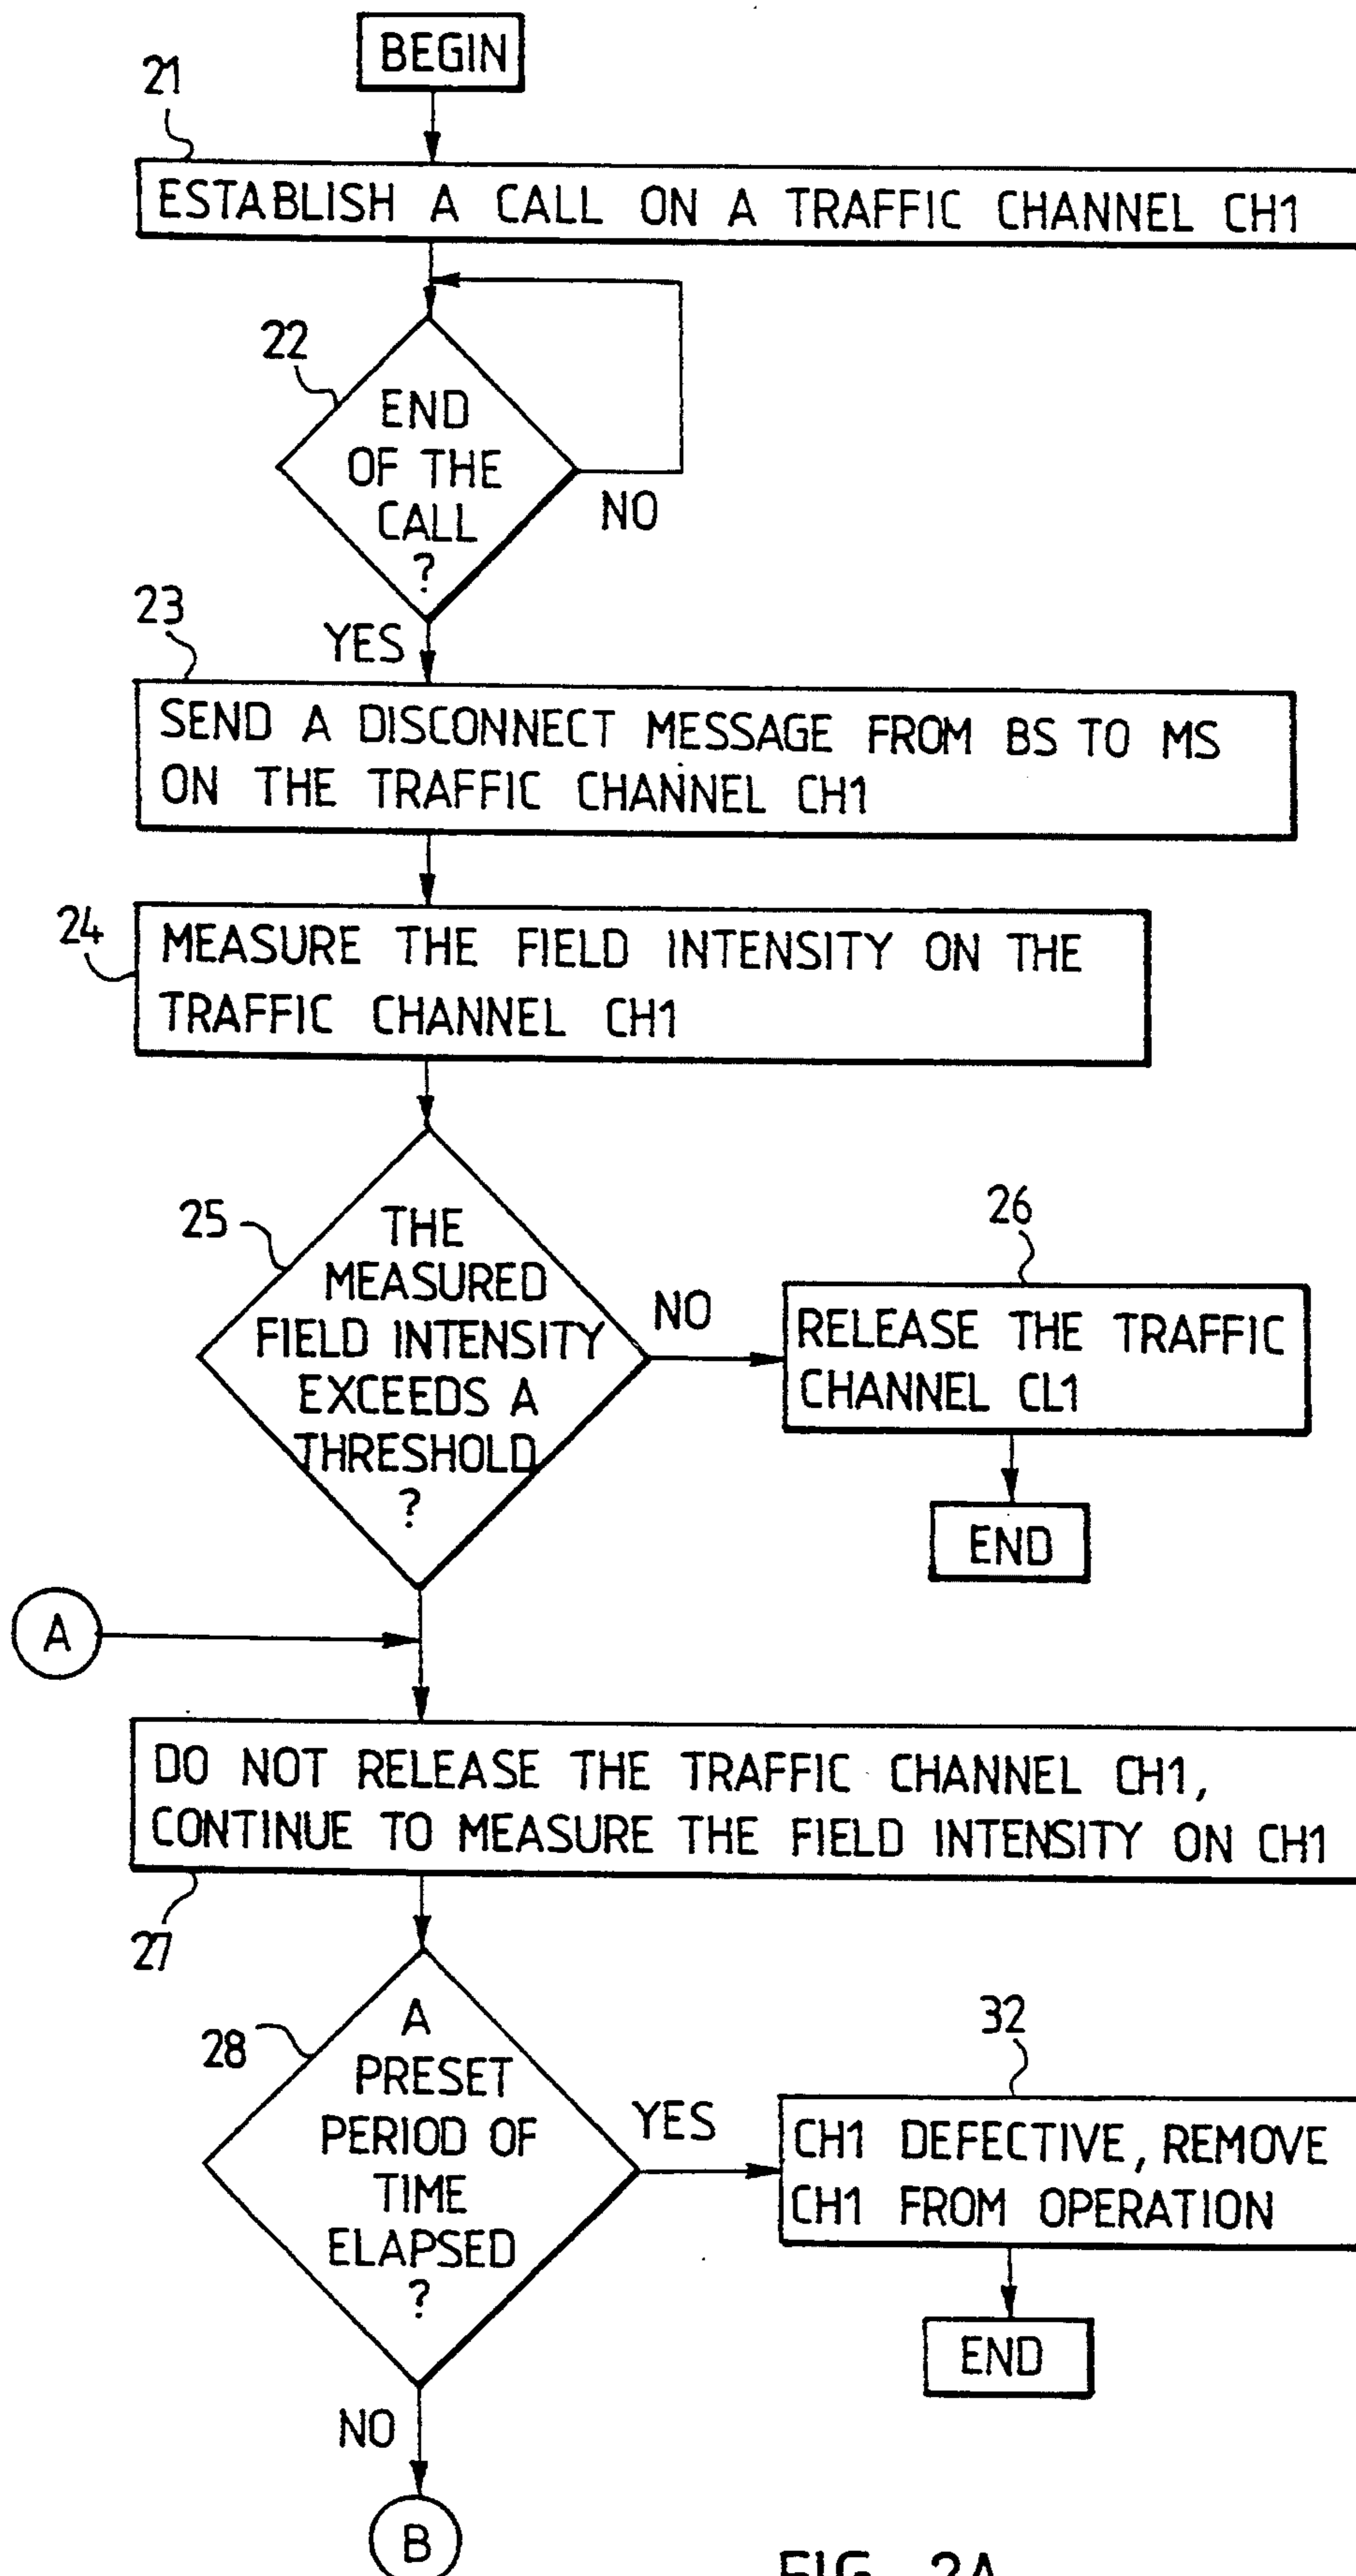 BEGIN
21
ESTABLISH A CALL ON A TRAFFIC CHANNEL CH1
22
END
OF THE
CALL
?
NO
YES
23
SEND A DISCONNECT MESSAGE FROM BS TO MS
ON THE TRAFFIC CHANNEL CH1
24
MEASURE THE FIELD INTENSITY ON THE
TRAFFIC CHANNEL CH1
25
THE
MEASURED
FIELD INTENSITY
EXCEEDS A
THRESHOLD
?
NO
26
RELEASE THE TRAFFIC
CHANNEL CL1
END
A
DO NOT RELEASE THE TRAFFIC CHANNEL CH1,
CONTINUE TO MEASURE THE FIELD INTENSITY ON CH1
27
28
A
PRESET
PERIOD OF
TIME
ELAPSED
?
YES
32
CH1 DEFECTIVE, REMOVE
CH1 FROM OPERATION
END
NO
B
FIG. 2A